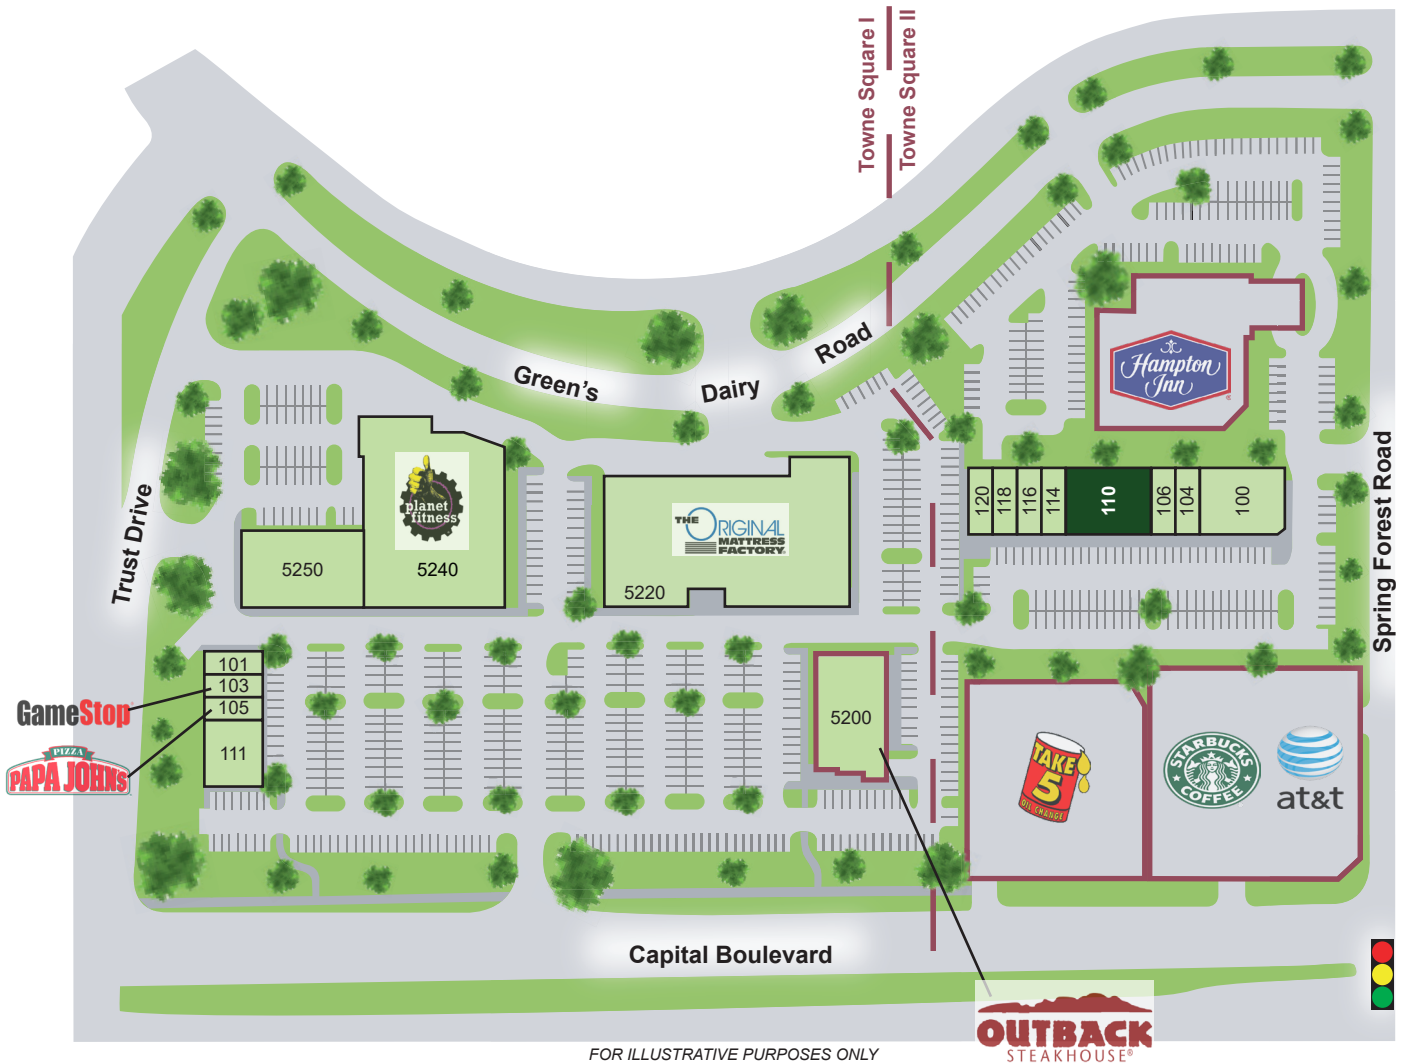 Towne Square I
Towne Square II
Green's
Dairy
Road
Hampton
Inn
®
Trust Drive
Spring Forest Road
planet
fitness
5250
5240
THE ORIGINAL
MATTRESS
FACTORY.
5220
120
118
116
114
110
106
104
100
101
103
105
111
GameStop
PIZZA
PAPA JOHNS
5200
TAKE
5
OIL CHANGE
STARBUCKS
COFFEE
at&t
Capital Boulevard
OUTBACK
STEAKHOUSE®
FOR ILLUSTRATIVE PURPOSES ONLY